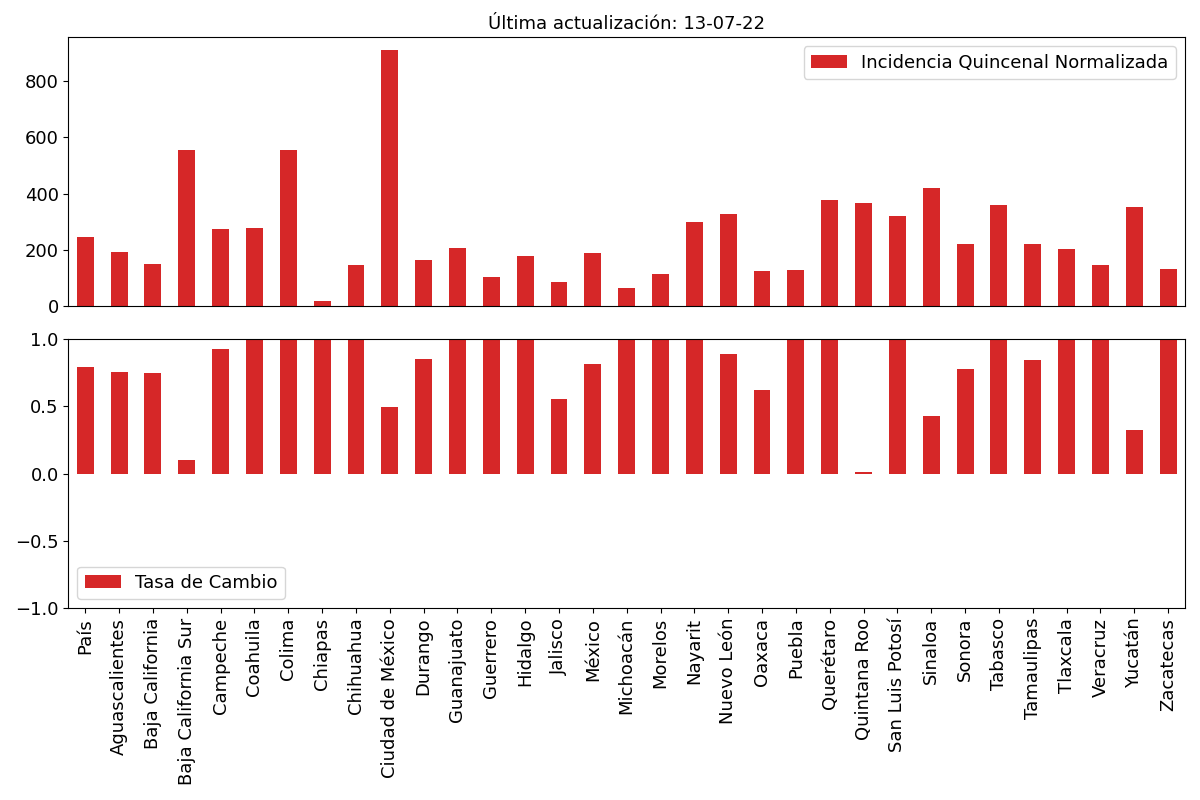 Última actualización: 13-07-22
Incidencia Quincenal Normalizada
800
600
400
200
0
1.0
0.5
0.0
−0.5
−1.0
Tasa de Cambio
País
Aguascalientes
Baja California
Baja California Sur
Campeche
Coahuila
Colima
Chiapas
Chihuahua
Ciudad de México
Durango
Guanajuato
Guerrero
Hidalgo
Jalisco
México
Michoacán
Morelos
Nayarit
Nuevo León
Oaxaca
Puebla
Querétaro
Quintana Roo
San Luis Potosí
Sinaloa
Sonora
Tabasco
Tamaulipas
Tlaxcala
Veracruz
Yucatán
Zacatecas